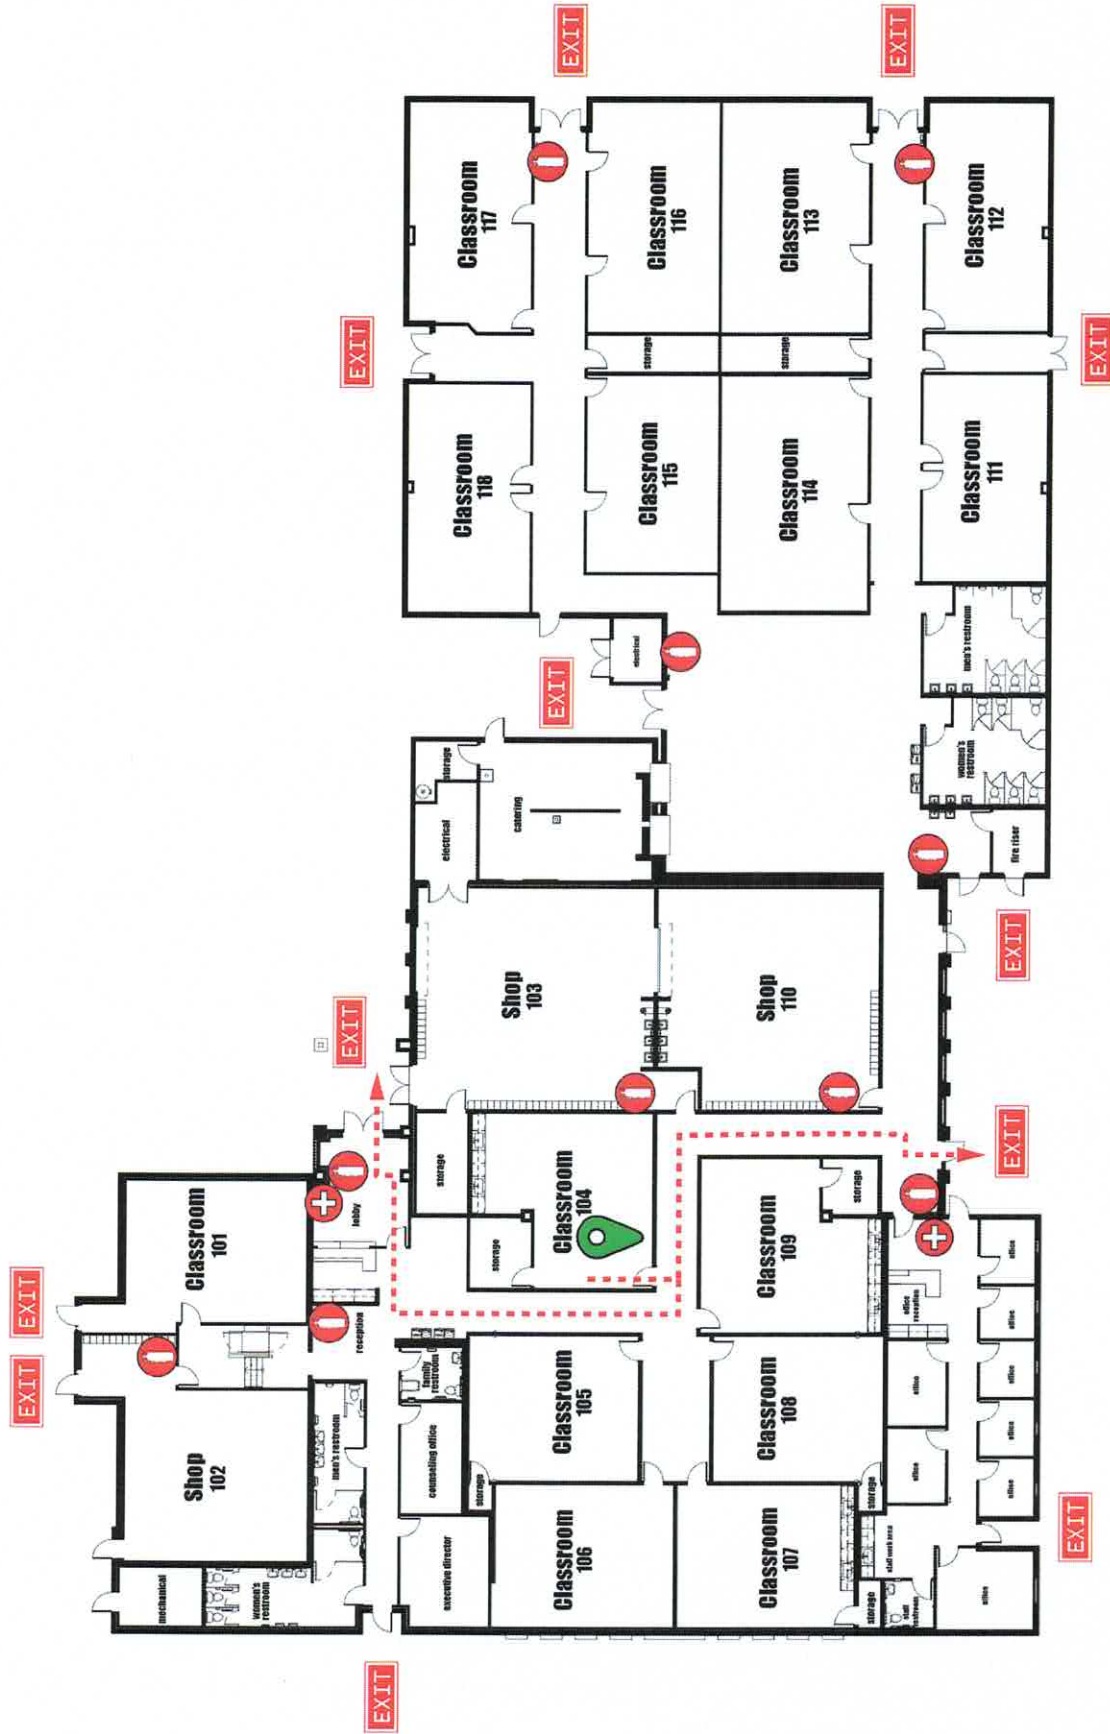 EXIT
EXIT
EXIT
EXIT
mechanical
women's
restroom
Shop
102
men's restroom
Classroom
101
reception
lobby
EXIT
executive director
counseling office
family
restroom
storage
storage
EXIT
electrical
storage
catering
Shop
103
Classroom
104
storage
Classroom
105
Classroom
106
Classroom
107
Classroom
108
Classroom
109
storage
Shop
110
EXIT
electrical
Classroom
118
Classroom
117
EXIT
Classroom
115
storage
Classroom
116
Classroom
114
storage
Classroom
113
EXIT
Classroom
111
Classroom
112
EXIT
men's restroom
women's
restroom
fire riser
EXIT
EXIT
storage
storage
staff
restroom
staff work area
office
office
office
reception
office
office
office
office
office
office
EXIT